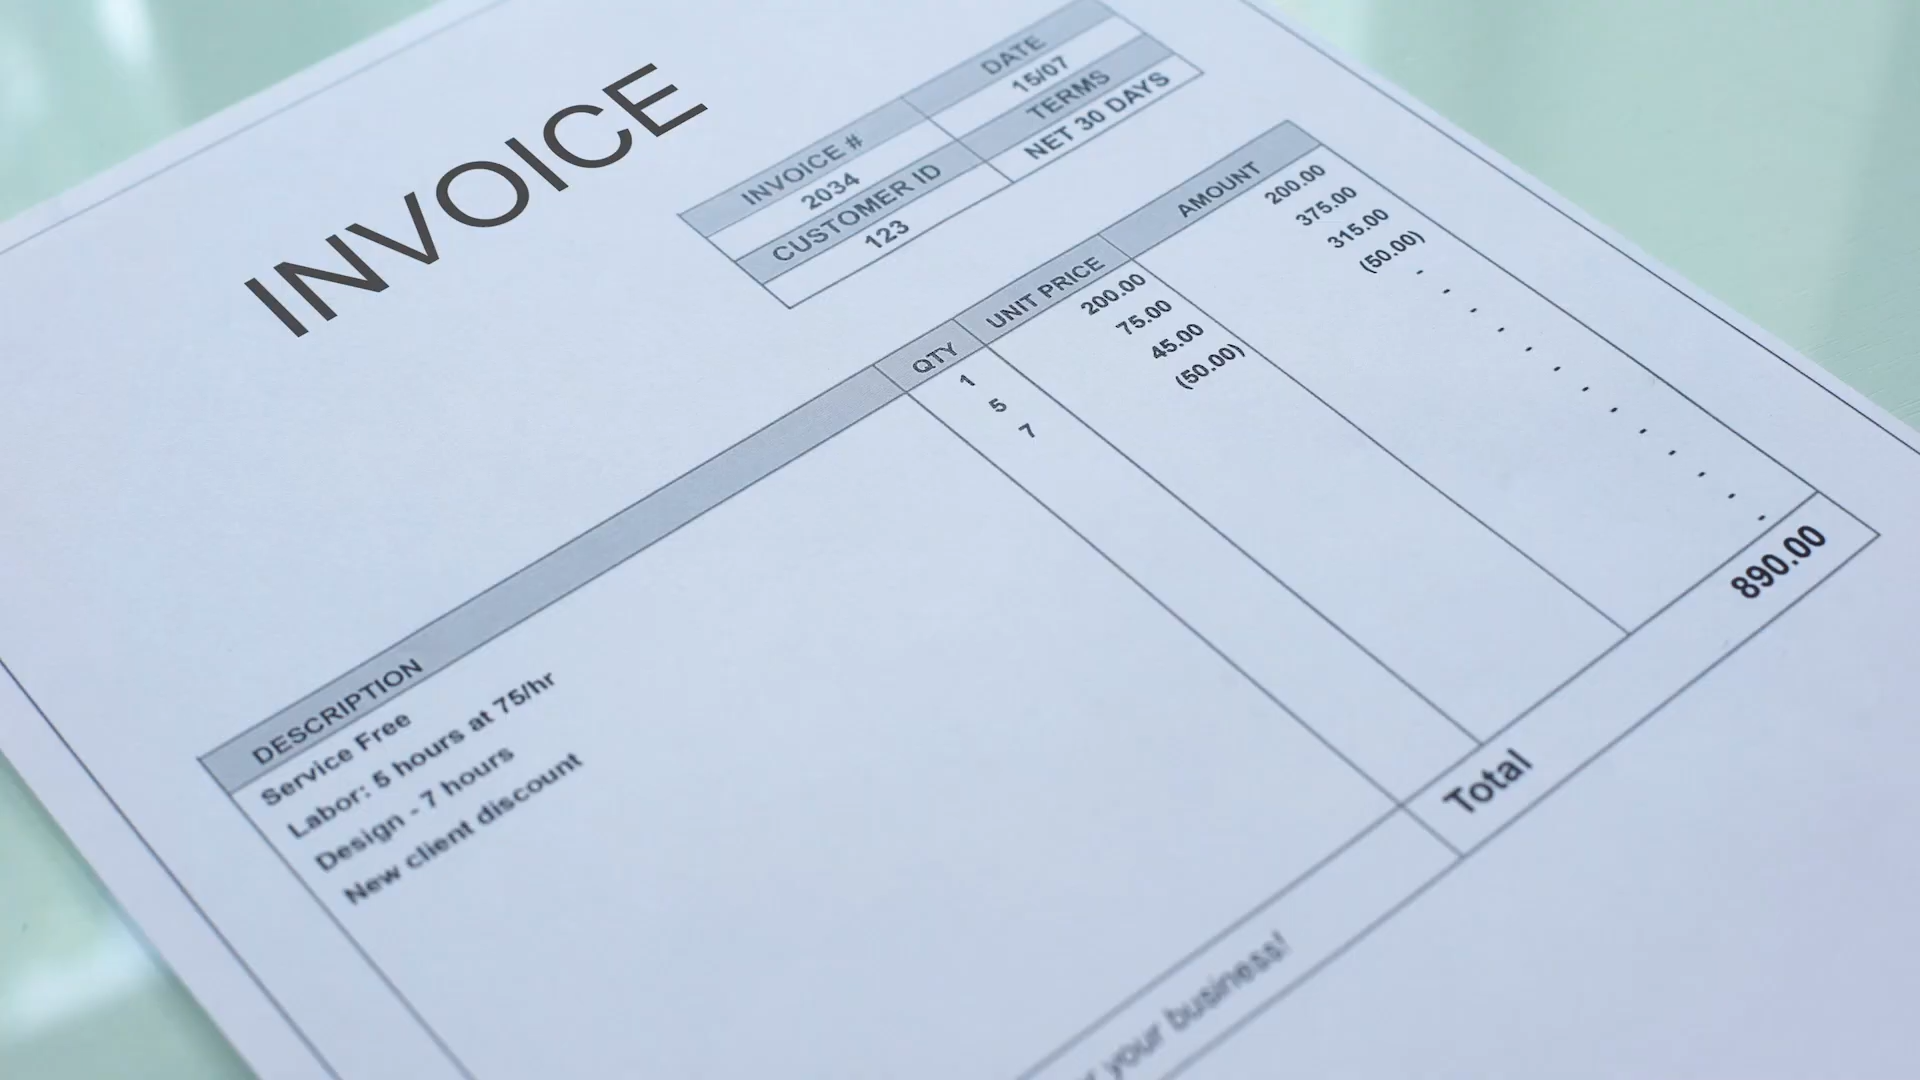 INVOICE
INVOICE # DATE
2034 15/07
CUSTOMER ID TERMS
123 NET 30 DAYS
DESCRIPTION QTY UNIT PRICE AMOUNT
Service Free 1 200.00 200.00
Labor: 5 hours at 75/hr 5 75.00 375.00
Design - 7 hours 7 45.00 315.00
New client discount (50.00) (50.00)
-
-
-
-
-
-
-
-
-
-
-
-
-
Total 890.00
your business!